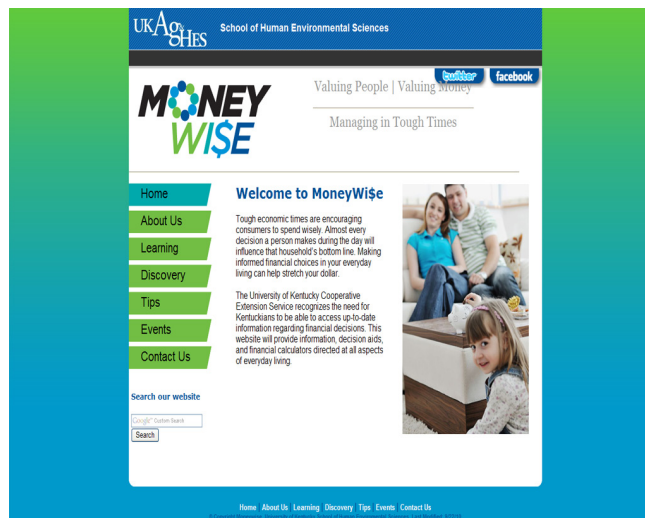 UKAg HES School of Human Environmental Sciences
twitter facebook
Valuing People | Valuing Money
MONEY
WI$E
Managing in Tough Times
Home
About Us
Learning
Discovery
Tips
Events
Contact Us
Welcome to MoneyWi$e
Tough economic times are encouraging
consumers to spend wisely. Almost every
decision a person makes during the day will
influence that household's bottom line. Making
informed financial choices in your everyday
living can help stretch your dollar.
The University of Kentucky Cooperative
Extension Service recognizes the need for
Kentuckians to be able to access up-to-date
information regarding financial decisions. This
website will provide information, decision aids,
and financial calculators directed at all aspects
of everyday living.
Search our website
Google™ Custom Search
Search
Home | About Us | Learning | Discovery | Tips | Events | Contact Us